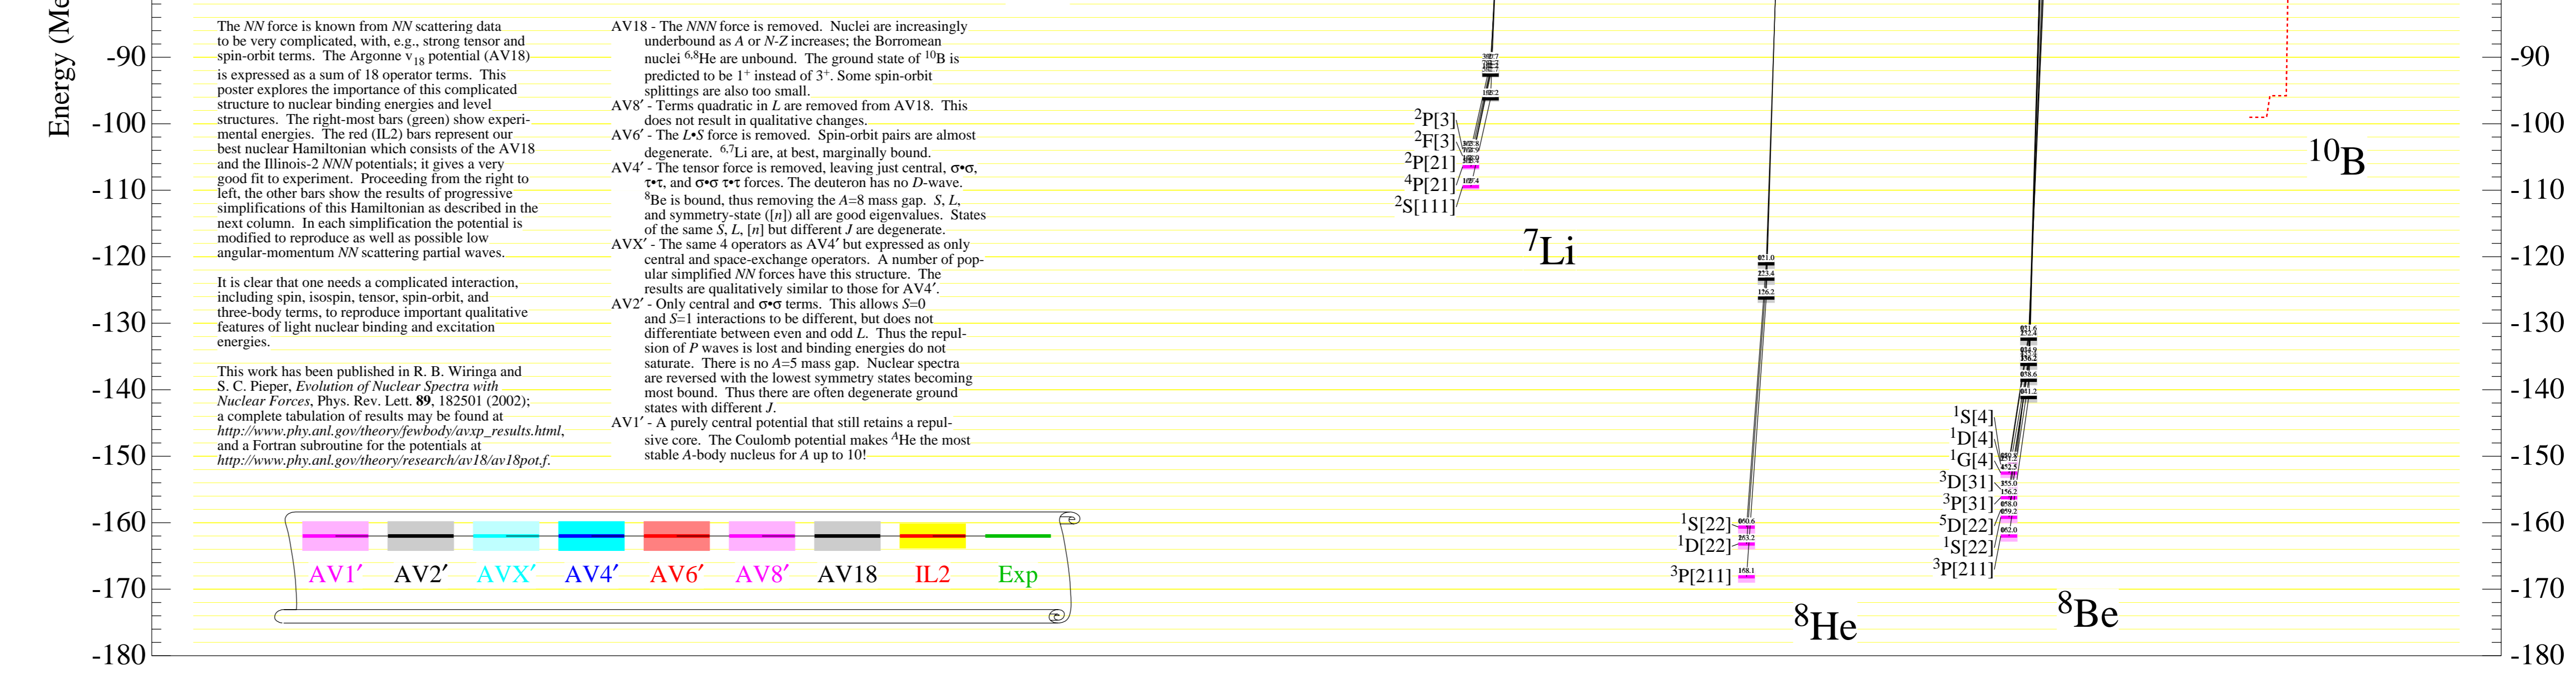 Energy (Me
-90
-100
-110
-120
-130
-140
-150
-160
-170
-180
The NN force is known from NN scattering data
to be very complicated, with, e.g., strong tensor and
spin-orbit terms. The Argonne v18 potential (AV18)
is expressed as a sum of 18 operator terms. This
poster explores the importance of this complicated
structure to nuclear binding energies and level
structures. The right-most bars (green) show experi-
mental energies. The red (IL2) bars represent our
best nuclear Hamiltonian which consists of the AV18
and the Illinois-2 NNN potentials; it gives a very
good fit to experiment. Proceeding from the right to
left, the other bars show the results of progressive
simplifications of this Hamiltonian as described in the
next column. In each simplification the potential is
modified to reproduce as well as possible low
angular-momentum NN scattering partial waves.
It is clear that one needs a complicated interaction,
including spin, isospin, tensor, spin-orbit, and
three-body terms, to reproduce important qualitative
features of light nuclear binding and excitation
energies.
This work has been published in R. B. Wiringa and
S. C. Pieper, Evolution of Nuclear Spectra with
Nuclear Forces, Phys. Rev. Lett. 89, 182501 (2002);
a complete tabulation of results may be found at
http://www.phy.anl.gov/theory/fewbody/avxp_results.html,
and a Fortran subroutine for the potentials at
http://www.phy.anl.gov/theory/research/av18/av18pot.f.
AV18 - The NNN force is removed. Nuclei are increasingly
underbound as A or N-Z increases; the Borromean
nuclei 6,8He are unbound. The ground state of 10B is
predicted to be 1+ instead of 3+. Some spin-orbit
splittings are also too small.
AV8′ - Terms quadratic in L are removed from AV18. This
does not result in qualitative changes.
AV6′ - The L•S force is removed. Spin-orbit pairs are almost
degenerate. 6,7Li are, at best, marginally bound.
AV4′ - The tensor force is removed, leaving just central, σ•σ,
τ•τ, and σ•σ τ•τ forces. The deuteron has no D-wave.
8Be is bound, thus removing the A=8 mass gap. S, L,
and symmetry-state ([n]) all are good eigenvalues. States
of the same S, L, [n] but different J are degenerate.
AVX′ - The same 4 operators as AV4′ but expressed as only
central and space-exchange operators. A number of pop-
ular simplified NN forces have this structure. The
results are qualitatively similar to those for AV4′.
AV2′ - Only central and σ•σ terms. This allows S=0
and S=1 interactions to be different, but does not
differentiate between even and odd L. Thus the repul-
sion of P waves is lost and binding energies do not
saturate. There is no A=5 mass gap. Nuclear spectra
are reversed with the lowest symmetry states becoming
most bound. Thus there are often degenerate ground
states with different J.
AV1′ - A purely central potential that still retains a repul-
sive core. The Coulomb potential makes AHe the most
stable A-body nucleus for A up to 10!
AV1′ AV2′ AVX′ AV4′ AV6′ AV8′ AV18 IL2 Exp
2P[3]
2F[3]
2P[21]
4P[21]
2S[111]
7Li
1S[22]
1D[22]
3P[211]
8He
1S[4]
1D[4]
1G[4]
3D[31]
3P[31]
5D[22]
1S[22]
3P[211]
8Be
10B
-90
-100
-110
-120
-130
-140
-150
-160
-170
-180